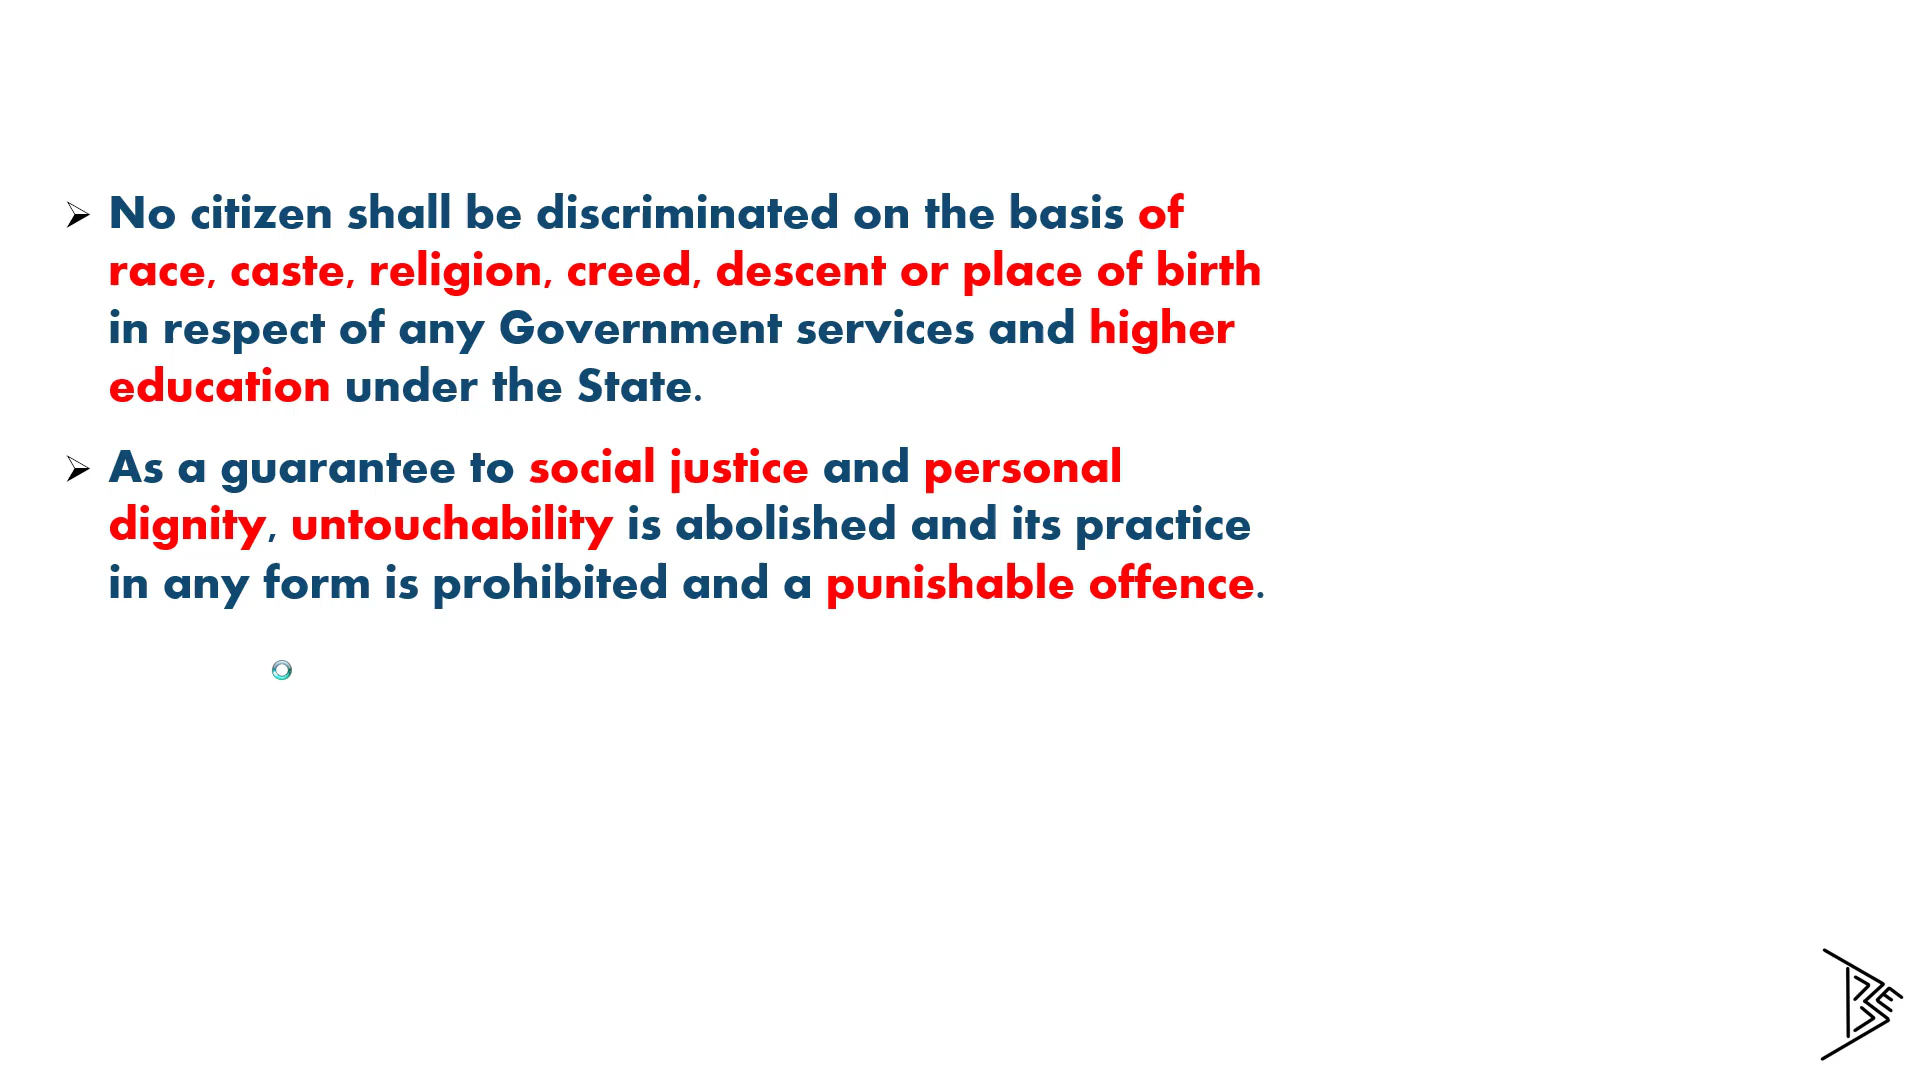 No citizen shall be discriminated on the basis of
race, caste, religion, creed, descent or place of birth
in respect of any Government services and higher
education under the State.
As a guarantee to social justice and personal
dignity, untouchability is abolished and its practice
in any form is prohibited and a punishable offence.